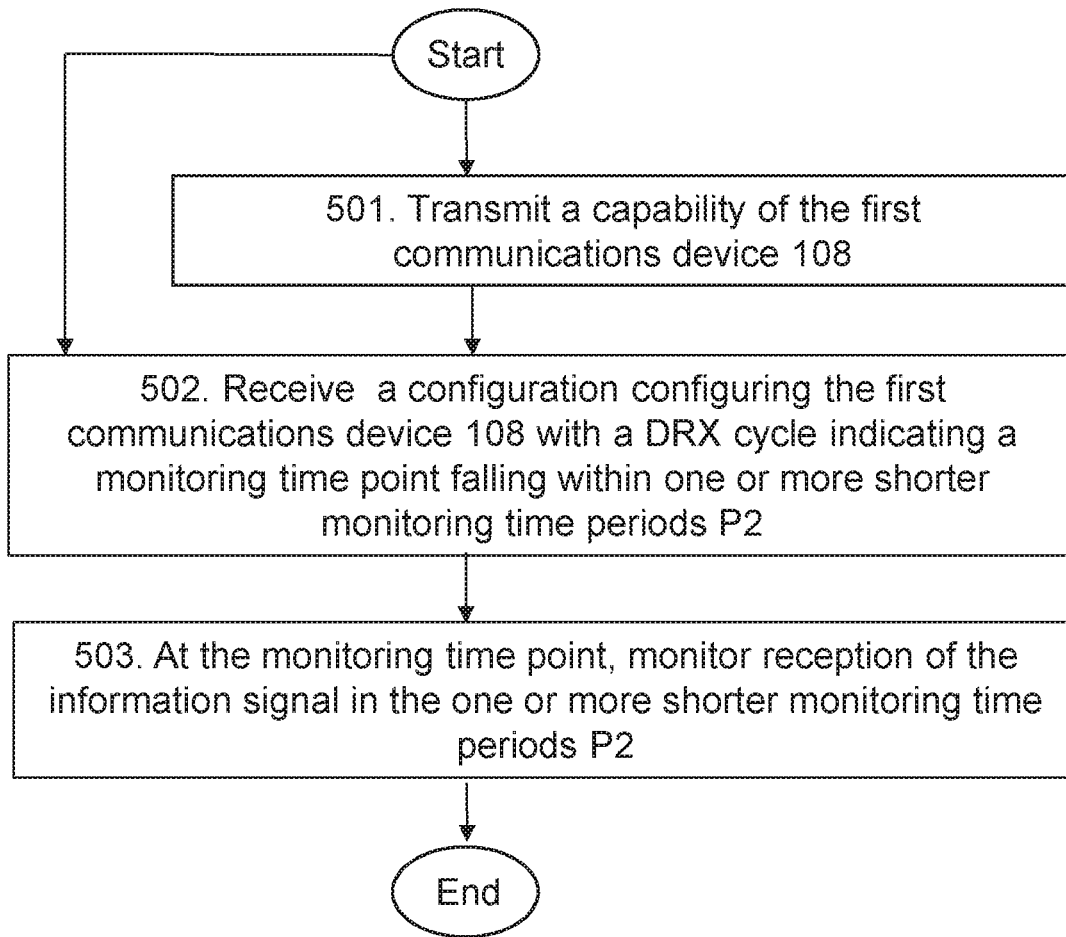 Start
501. Transmit a capability of the first
communications device 108
502. Receive a configuration configuring the first
communications device 108 with a DRX cycle indicating a
monitoring time point falling within one or more shorter
monitoring time periods P2
503. At the monitoring time point, monitor reception of the
information signal in the one or more shorter monitoring time
periods P2
End